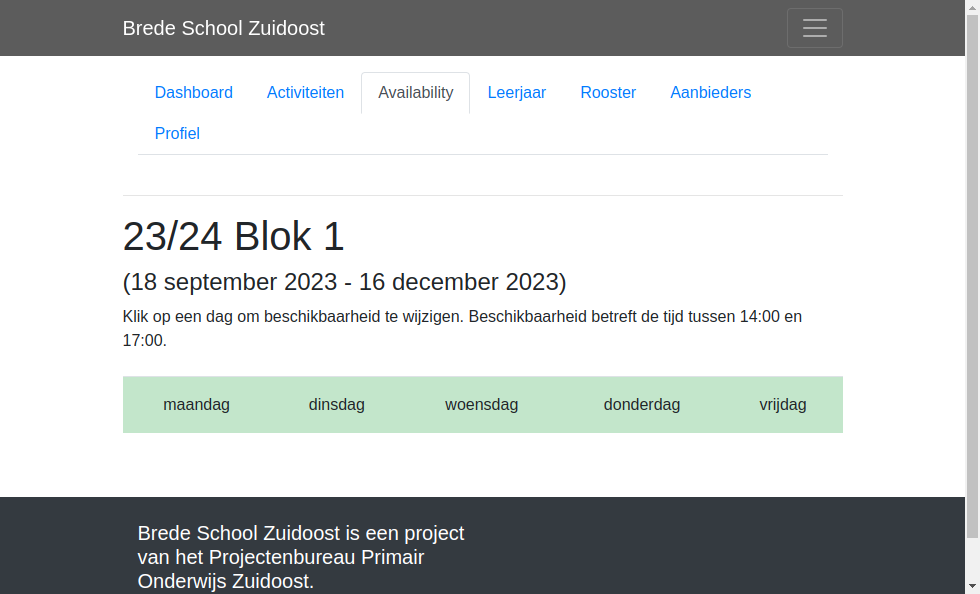 Brede School Zuidoost
Dashboard Activiteiten Availability Leerjaar Rooster Aanbieders
Profiel
23/24 Blok 1
(18 september 2023 - 16 december 2023)
Klik op een dag om beschikbaarheid te wijzigen. Beschikbaarheid betreft de tijd tussen 14:00 en
17:00.
maandag dinsdag woensdag donderdag vrijdag
Brede School Zuidoost is een project
van het Projectenbureau Primair
Onderwijs Zuidoost.